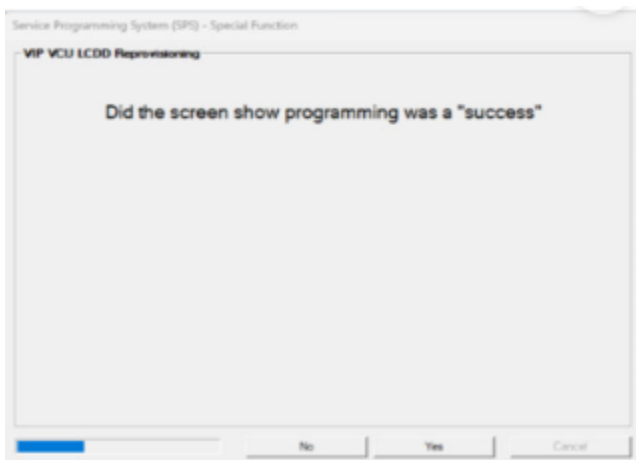 Service Programming System (SPS) - Special Function
VIP VCU LCDD Reprovisioning
Did the screen show programming was a "success"
No Yes Cancel